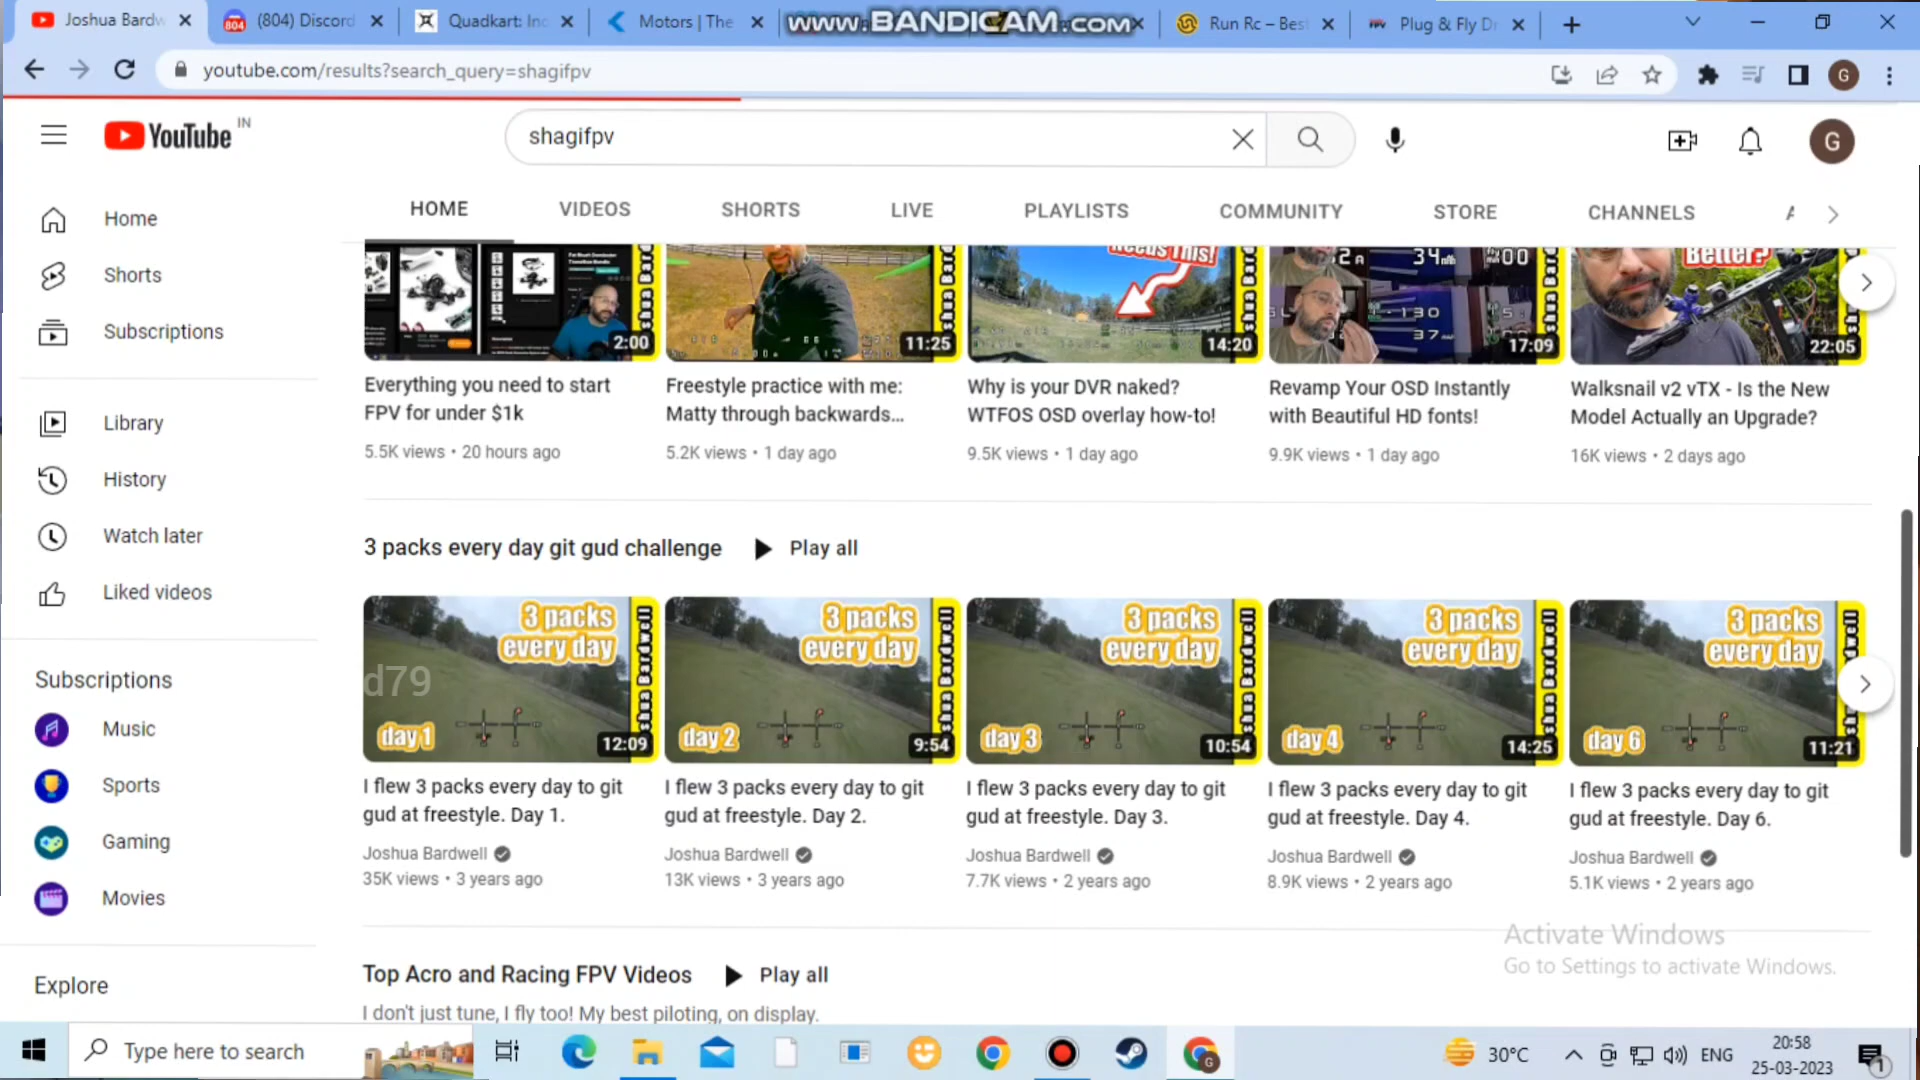 Joshua Bardw
(804) Discord
Quadkart: Ind
Motors | The
www.BANDICAM.com
Run Rc – Best
Plug & Fly Dr
youtube.com/results?search_query=shagifpv
G
YouTube IN
shagifpv
G
Home
Shorts
Subscriptions
Library
History
Watch later
Liked videos
Subscriptions
Music
Sports
Gaming
Movies
Explore
HOME VIDEOS SHORTS LIVE PLAYLISTS COMMUNITY STORE CHANNELS
2:00
11:25
Needs This!
14:20
34
17:09
Better?
22:05
Everything you need to start
FPV for under $1k
5.5K views • 20 hours ago
Freestyle practice with me:
Matty through backwards...
5.2K views • 1 day ago
Why is your DVR naked?
WTFOS OSD overlay how-to!
9.5K views • 1 day ago
Revamp Your OSD Instantly
with Beautiful HD fonts!
9.9K views • 1 day ago
Walksnail v2 vTX - Is the New
Model Actually an Upgrade?
16K views • 2 days ago
3 packs every day git gud challenge
Play all
3 packs
every day
day 1
12:09
d79
3 packs
every day
day 2
9:54
3 packs
every day
day 3
10:54
3 packs
every day
day 4
14:25
3 packs
every day
day 6
11:21
I flew 3 packs every day to git
gud at freestyle. Day 1.
Joshua Bardwell
35K views • 3 years ago
I flew 3 packs every day to git
gud at freestyle. Day 2.
Joshua Bardwell
13K views • 3 years ago
I flew 3 packs every day to git
gud at freestyle. Day 3.
Joshua Bardwell
7.7K views • 2 years ago
I flew 3 packs every day to git
gud at freestyle. Day 4.
Joshua Bardwell
8.9K views • 2 years ago
I flew 3 packs every day to git
gud at freestyle. Day 6.
Joshua Bardwell
5.1K views • 2 years ago
Top Acro and Racing FPV Videos
Play all
I don't just tune, I fly too! My best piloting, on display.
Activate Windows
Go to Settings to activate Windows.
Type here to search
30°C
ENG
20:58
25-03-2023
1